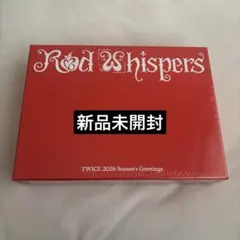 Red Whispers
新品未開封
TWICE 2026 Season's Greetings